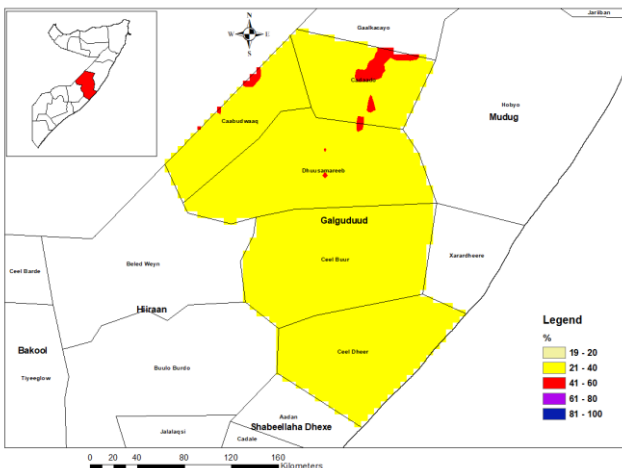 Jariiban
Gaalkacayo
N
W E
S
Hobyo
Mudug
Caabudwaaq
Dhuusamareeb
Galguduud
Ceel Buur
Xarardheere
Beled Weyn
Ceel Barde
Hiiraan
Bakool
Tiyeeglow
Buulo Burdo
Ceel Dheer
Jalalaqsi
Aadan
Shabeellaha Dhexe
Cadale
Legend
%
19 - 20
21 - 40
41 - 60
61 - 80
81 - 100
0 20 40 80 120 160
Kilometers